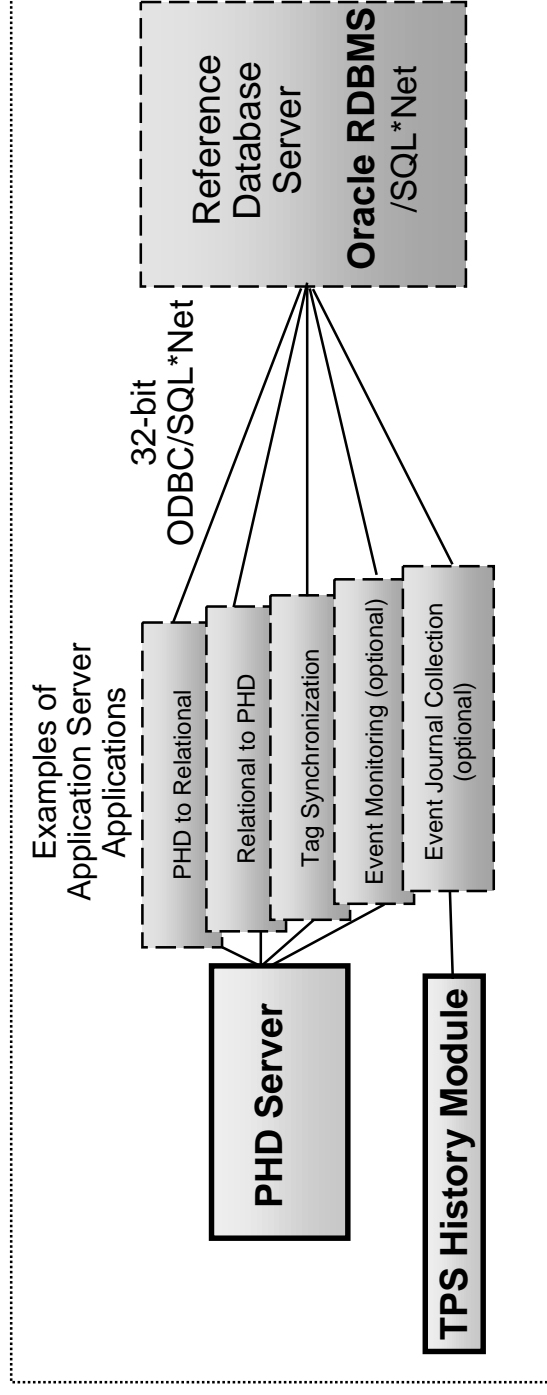 Examples of
Application Server
Applications
32-bit
ODBC/SQL*Net
PHD to Relational
Relational to PHD
Tag Synchronization
Event Monitoring (optional)
Event Journal Collection
(optional)
PHD Server
TPS History Module
Reference
Database
Server
Oracle RDBMS
/SQL*Net